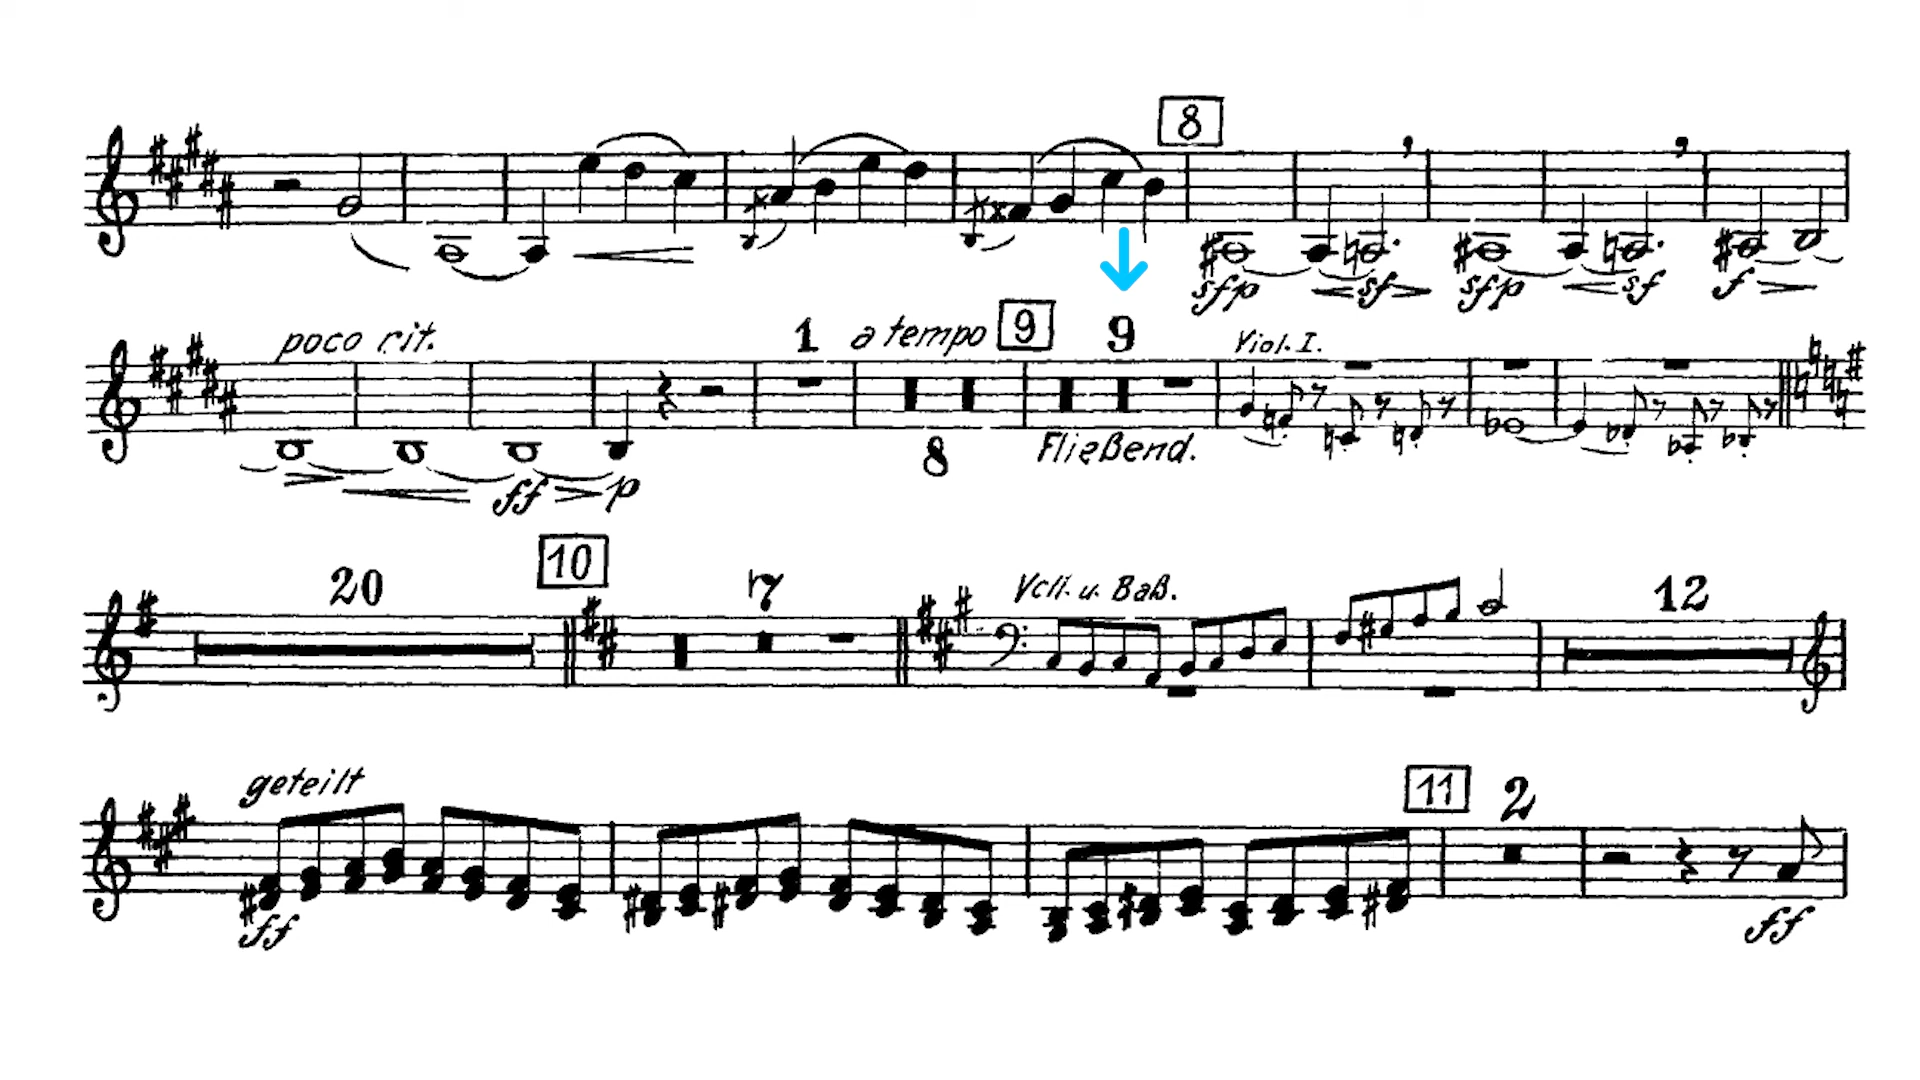 8
sfp sf sfp sf f
poco rit. 1 a tempo 9 9 Viol. I.
ff p 8 Fließend.
20 10 7 Vcll. u. Baß. 12
geteilt 11 2
ff ff